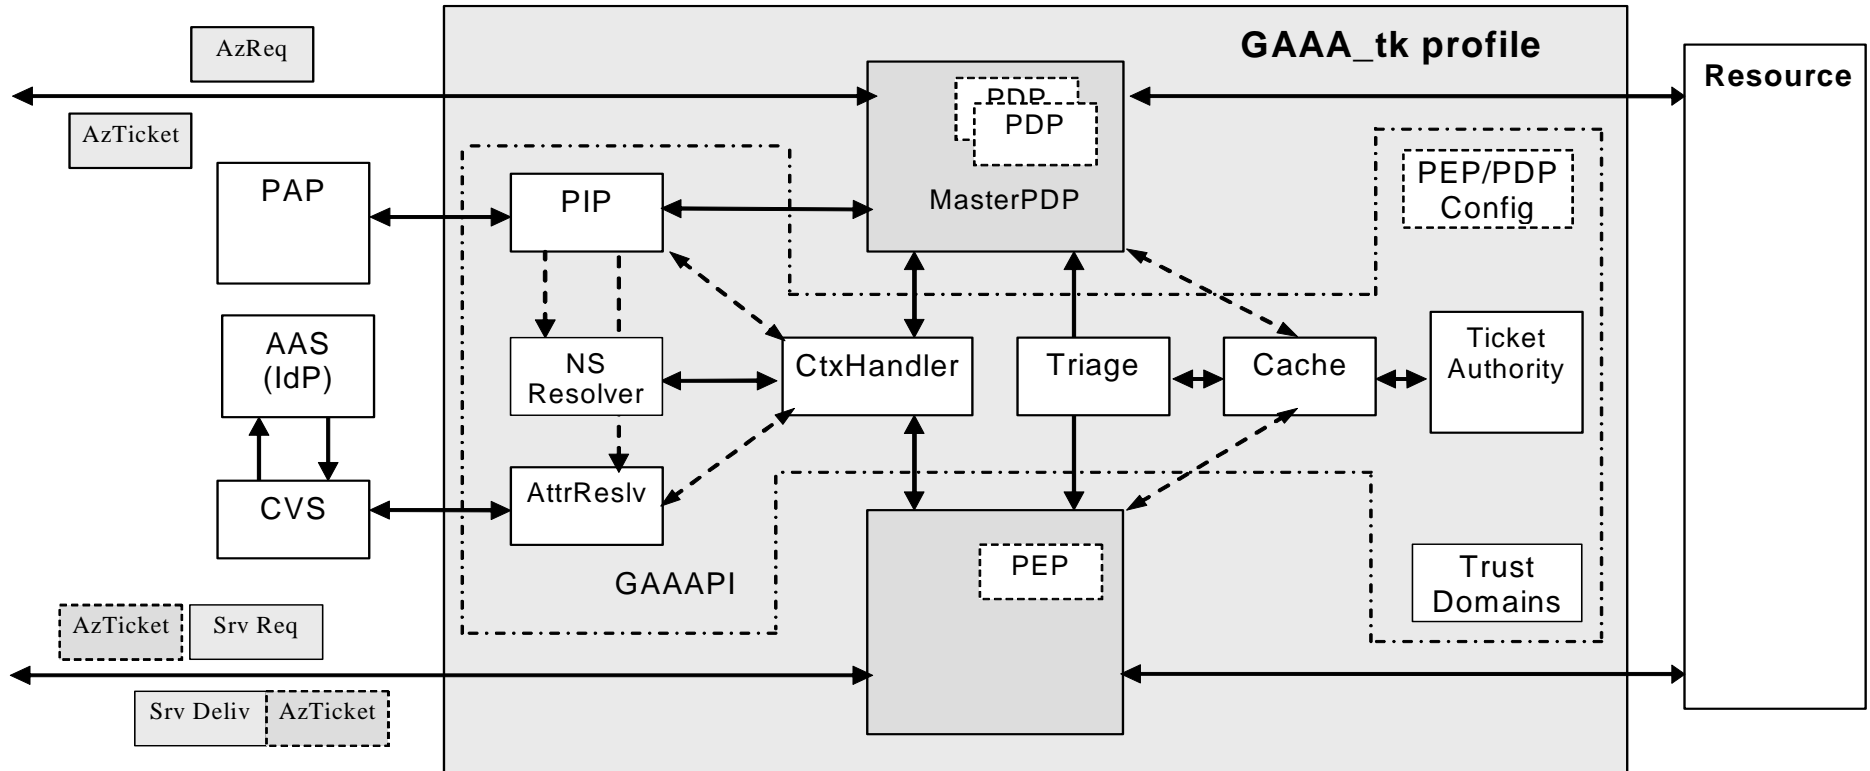 AzReq
GAAA_tk profile
Resource
PDP
PDP
AzTicket
PAP
PIP
MasterPDP
PEP/PDP
Config
AAS
(IdP)
NS
Resolver
CtxHandler
Triage
Cache
Ticket
Authority
CVS
AttrReslv
GAAAPI
PEP
Trust
Domains
AzTicket
Srv Req
Srv Deliv
AzTicket